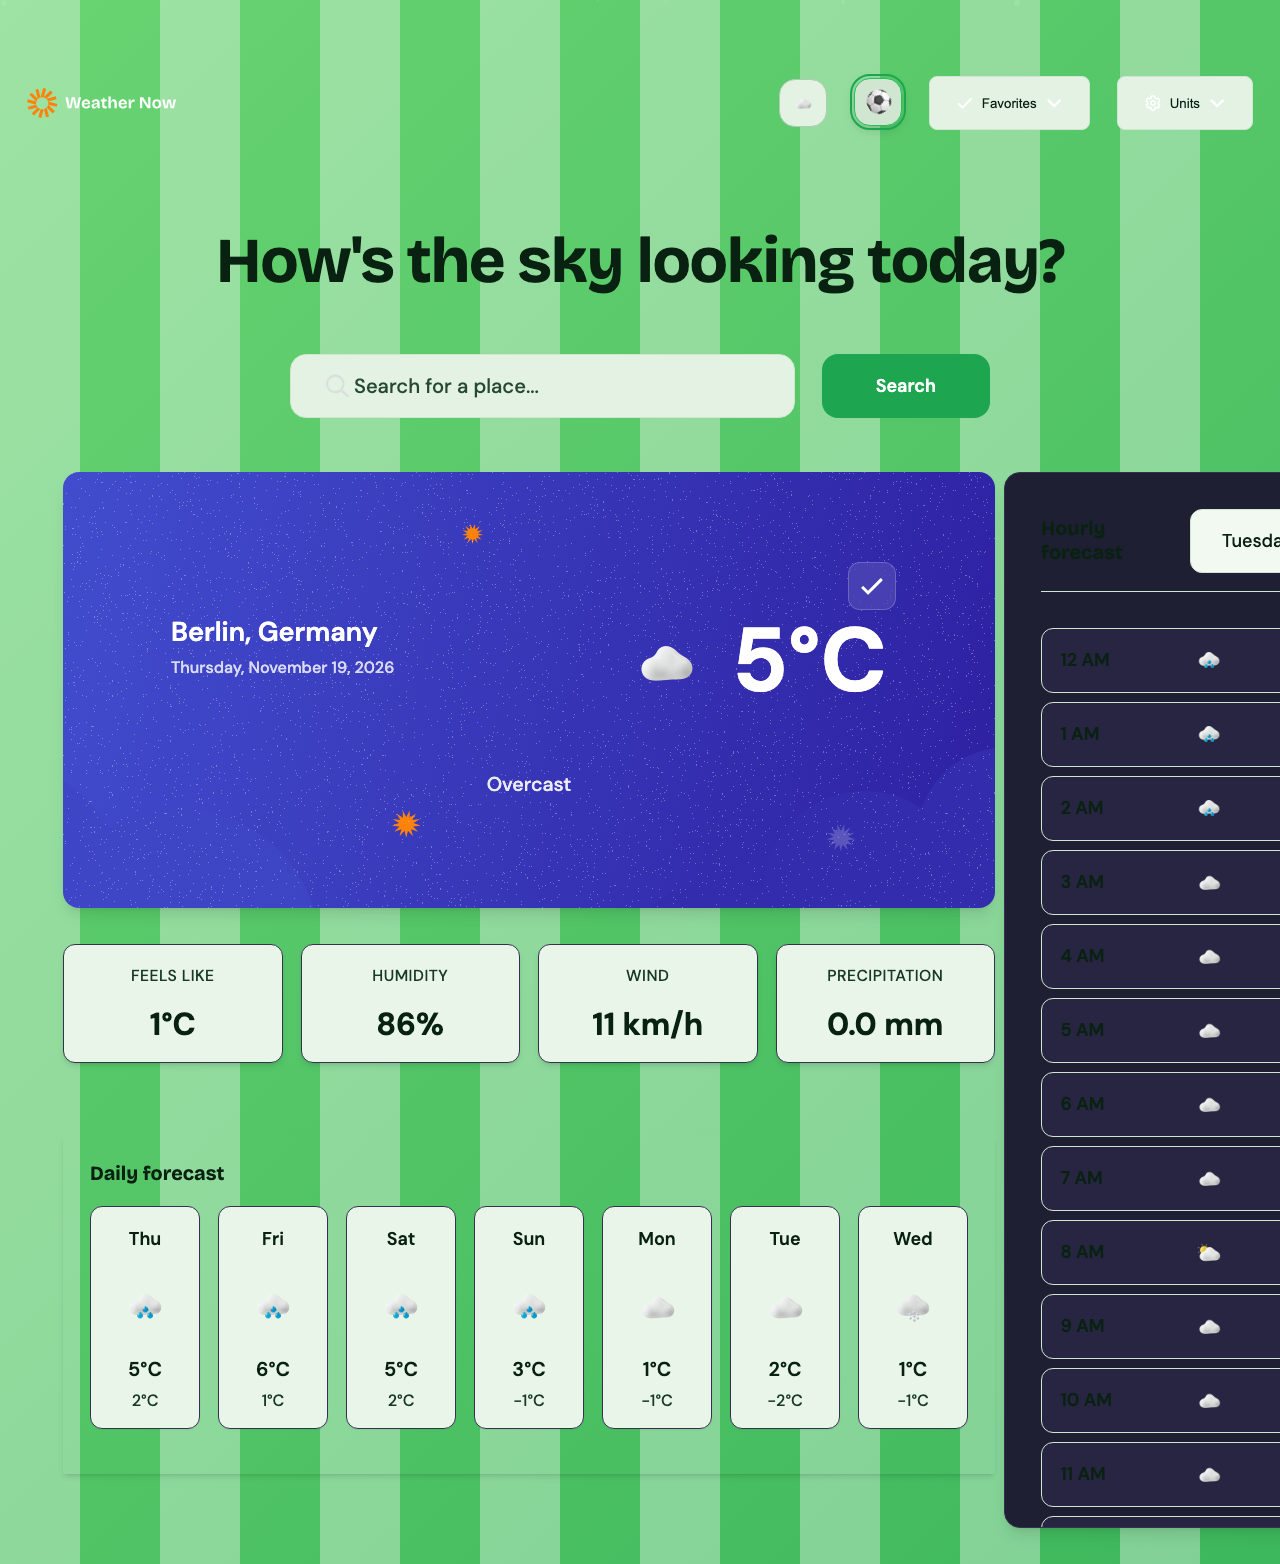 Weather Now
Favorites
Units
How's the sky looking today?
Search for a place...
Search
Berlin, Germany
Thursday, November 19, 2026
5°C
Overcast
FEELS LIKE
1°C
HUMIDITY
86%
WIND
11 km/h
PRECIPITATION
0.0 mm
Daily forecast
Thu
5°C
2°C
Fri
6°C
1°C
Sat
5°C
2°C
Sun
3°C
-1°C
Mon
1°C
-1°C
Tue
2°C
-2°C
Wed
1°C
-1°C
Hourly
forecast
Tuesda
12 AM
1 AM
2 AM
3 AM
4 AM
5 AM
6 AM
7 AM
8 AM
9 AM
10 AM
11 AM